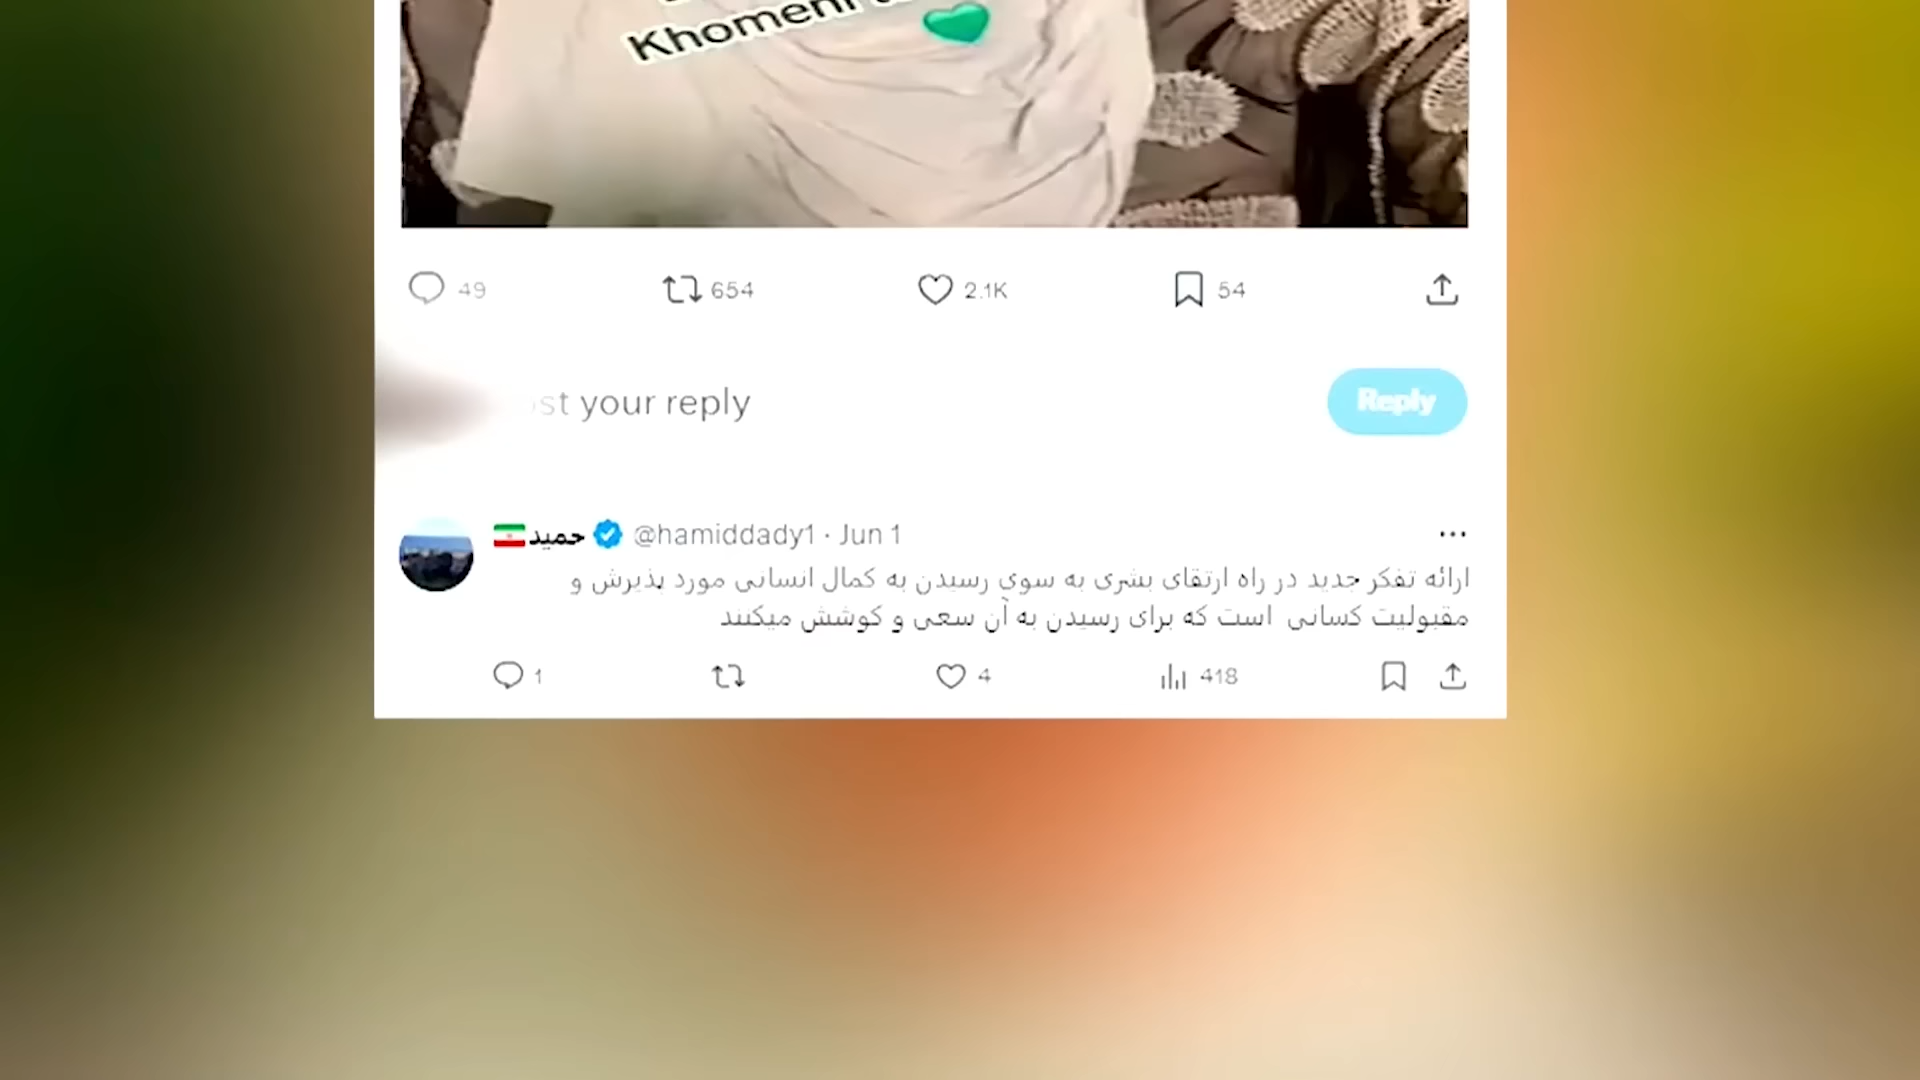 Khomeni
49 654 2.1K 54
st your reply
Reply
حمید @hamiddady1 · Jun 1
ارائه تفکر جدید در راه ارتقای بشری به سوی رسیدن به کمال انسانی مورد پذیرش و
مقبولیت کسانی است که برای رسیدن به آن سعی و کوشش میکنند
1 4 418